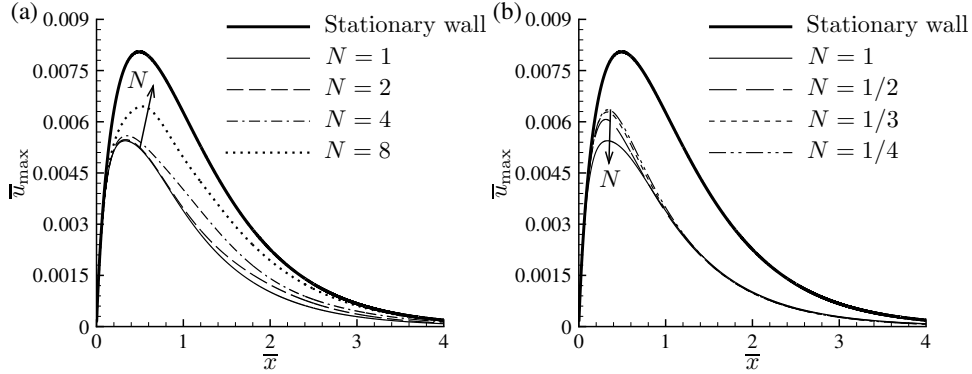 (a)
0.009
0.0075
0.006
0.0045
0.003
0.0015
0
u̅max
0
1
2
3
4
x̅
N
Stationary wall
N = 1
N = 2
N = 4
N = 8
(b)
0.009
0.0075
0.006
0.0045
0.003
0.0015
0
u̅max
0
1
2
3
4
x̅
N
Stationary wall
N = 1
N = 1/2
N = 1/3
N = 1/4